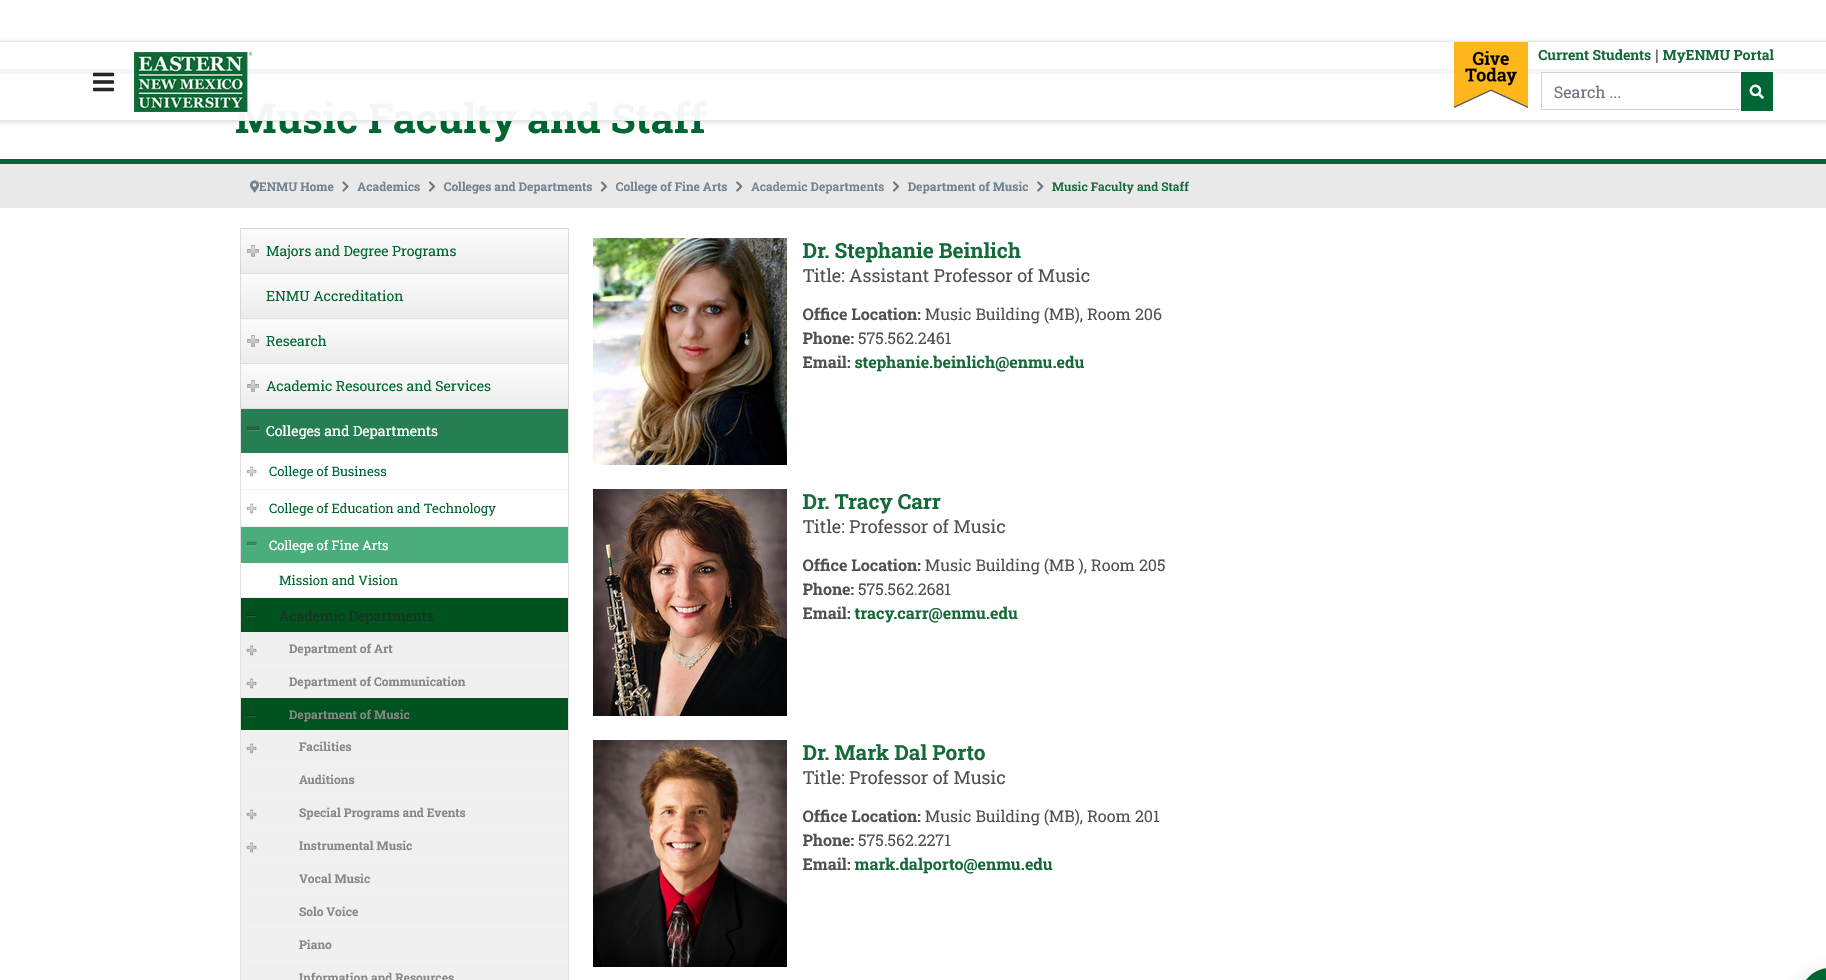 EASTERN
NEW MEXICO
UNIVERSITY
Give
Today
Current Students | MyENMU Portal
Search ...
Music Faculty and Staff
ENMU Home
Academics
Colleges and Departments
College of Fine Arts
Academic Departments
Department of Music
Music Faculty and Staff
Majors and Degree Programs
ENMU Accreditation
Research
Academic Resources and Services
Colleges and Departments
College of Business
College of Education and Technology
College of Fine Arts
Mission and Vision
Academic Departments
Department of Art
Department of Communication
Department of Music
Facilities
Auditions
Special Programs and Events
Instrumental Music
Vocal Music
Solo Voice
Piano
Information and Resources
Dr. Stephanie Beinlich
Title: Assistant Professor of Music
Office Location: Music Building (MB), Room 206
Phone: 575.562.2461
Email: stephanie.beinlich@enmu.edu
Dr. Tracy Carr
Title: Professor of Music
Office Location: Music Building (MB ), Room 205
Phone: 575.562.2681
Email: tracy.carr@enmu.edu
Dr. Mark Dal Porto
Title: Professor of Music
Office Location: Music Building (MB), Room 201
Phone: 575.562.2271
Email: mark.dalporto@enmu.edu